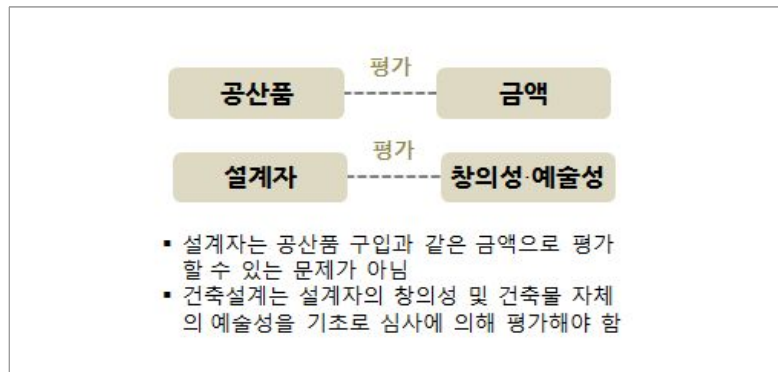 평가
공산품 금액
평가
설계자 창의성·예술성
▪ 설계자는 공산품 구입과 같은 금액으로 평가
할 수 있는 문제가 아님
▪ 건축설계는 설계자의 창의성 및 건축물 자체
의 예술성을 기초로 심사에 의해 평가해야 함